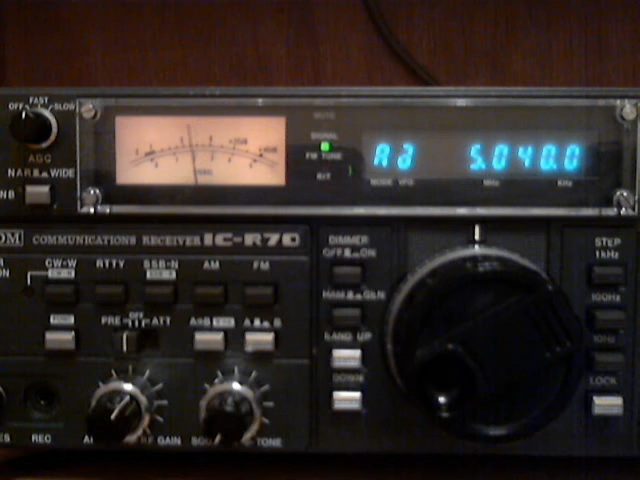 OFF FAST SLOW
AGC
NAR WIDE
NB
SIGNAL
FM TUNE
RIT
5.040.0
MODE VFO MHz KHz
COMMUNICATIONS RECEIVER IC-R70
CW-W RTTY SSB-N AM FM
PRE OFF ATT
A B
DIMMER
OFF ON
HAM GEN
BAND UP
DOWN
STEP
1kHz
100Hz
10Hz
LOCK
REC
RF GAIN
TONE